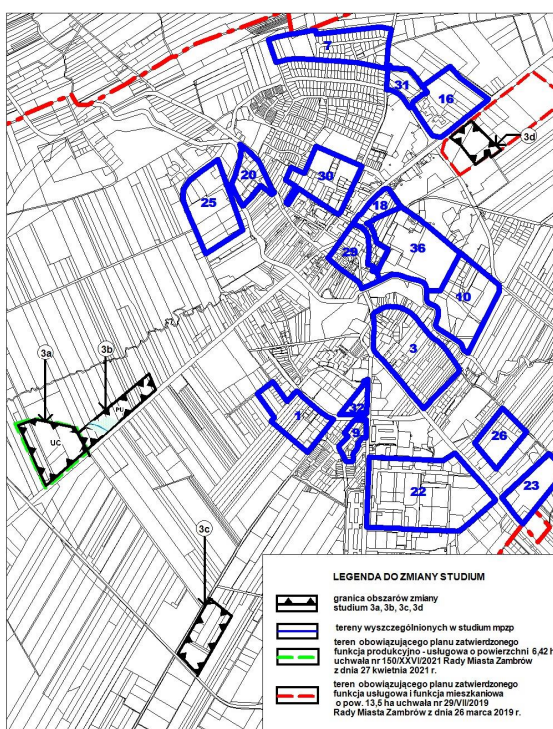 7
31
16
3d
30
20
25
18
36
29
10
3
3a
3b
UC
PU
1
32
9
26
22
23
3c
LEGENDA DO ZMIANY STUDIUM
granica obszarów zmiany
studium 3a, 3b, 3c, 3d
tereny wyszczególnionych w studium mpzp
teren obowiązującego planu zatwierdzonego
funkcja produkcyjno - usługowa o powierzchni 6,42 h
uchwała nr 150/XXVI/2021 Rady Miasta Zambrów
z dnia 27 kwietnia 2021 r.
teren obowiązującego planu zatwierdzonego
funkcja usługowa i funkcja mieszkaniowa
o pow. 13,5 ha uchwała nr 29/VII/2019
Rady Miasta Zambrów z dnia 26 marca 2019 r.